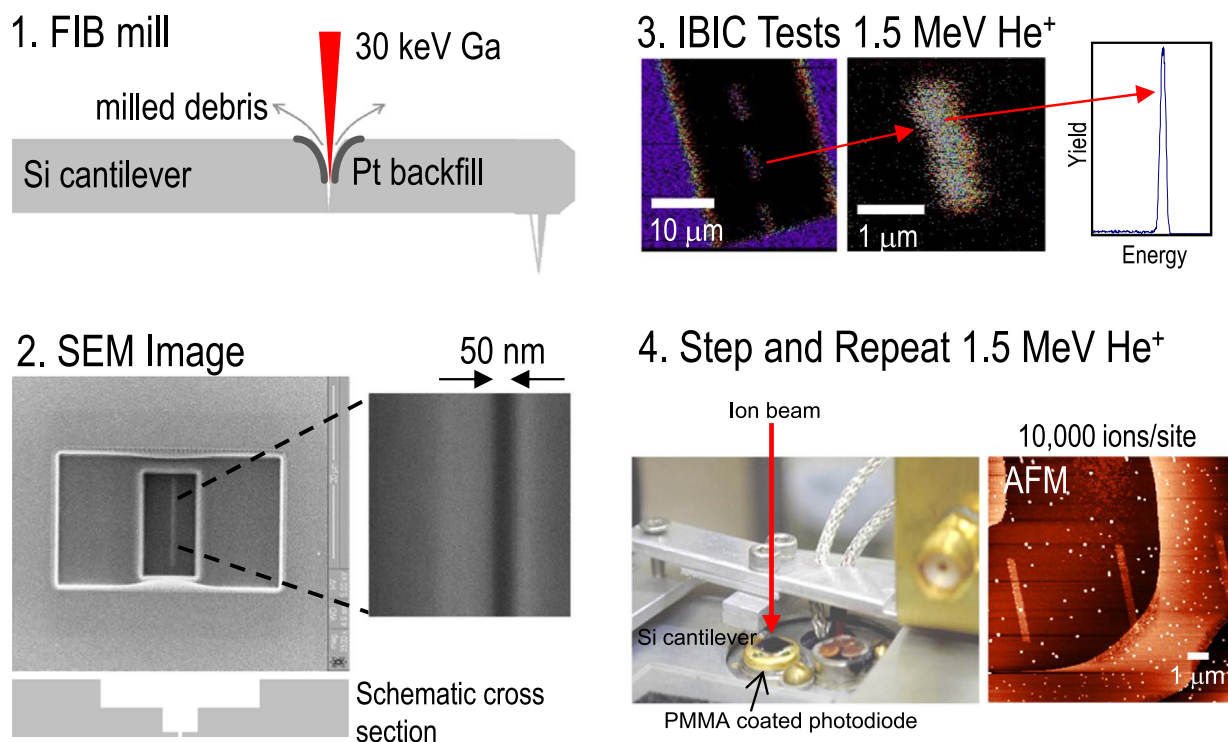 1. FIB mill
30 keV Ga
milled debris
Si cantilever
Pt backfill
2. SEM Image
50 nm
Schematic cross
section
3. IBIC Tests 1.5 MeV He⁺
10 μm
1 μm
Yield
Energy
4. Step and Repeat 1.5 MeV He⁺
Ion beam
10,000 ions/site
AFM
Si cantilever
1 μm
PMMA coated photodiode